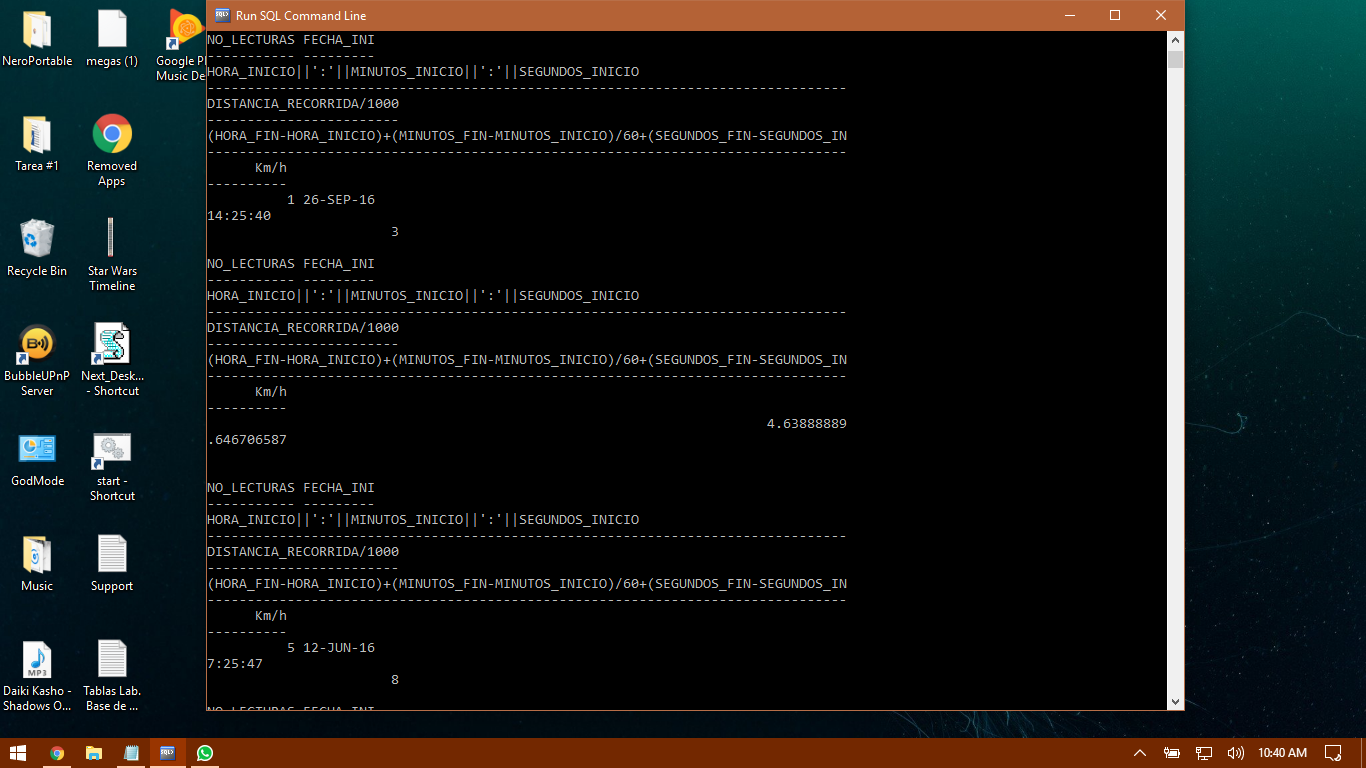 Run SQL Command Line
NO_LECTURAS FECHA_INI
----------- ---------
HORA_INICIO||':'||MINUTOS_INICIO||':'||SEGUNDOS_INICIO
--------------------------------------------------------------------------------
DISTANCIA_RECORRIDA/1000
------------------------
(HORA_FIN-HORA_INICIO)+(MINUTOS_FIN-MINUTOS_INICIO)/60+(SEGUNDOS_FIN-SEGUNDOS_IN
--------------------------------------------------------------------------------
Km/h
----------
1 26-SEP-16
14:25:40
3
NO_LECTURAS FECHA_INI
----------- ---------
HORA_INICIO||':'||MINUTOS_INICIO||':'||SEGUNDOS_INICIO
--------------------------------------------------------------------------------
DISTANCIA_RECORRIDA/1000
------------------------
(HORA_FIN-HORA_INICIO)+(MINUTOS_FIN-MINUTOS_INICIO)/60+(SEGUNDOS_FIN-SEGUNDOS_IN
--------------------------------------------------------------------------------
Km/h
----------
4.63888889
.646706587
NO_LECTURAS FECHA_INI
----------- ---------
HORA_INICIO||':'||MINUTOS_INICIO||':'||SEGUNDOS_INICIO
--------------------------------------------------------------------------------
DISTANCIA_RECORRIDA/1000
------------------------
(HORA_FIN-HORA_INICIO)+(MINUTOS_FIN-MINUTOS_INICIO)/60+(SEGUNDOS_FIN-SEGUNDOS_IN
--------------------------------------------------------------------------------
Km/h
----------
5 12-JUN-16
7:25:47
8
NO_LECTURAS FECHA_INI
NeroPortable
megas (1)
Google P
Music De
Tarea #1
Removed
Apps
Recycle Bin
Star Wars
Timeline
BubbleUPnP
Server
Next_Desk...
- Shortcut
GodMode
start -
Shortcut
Music
Support
MP3
Daiki Kasho -
Shadows O...
Tablas Lab.
Base de ...
10:40 AM